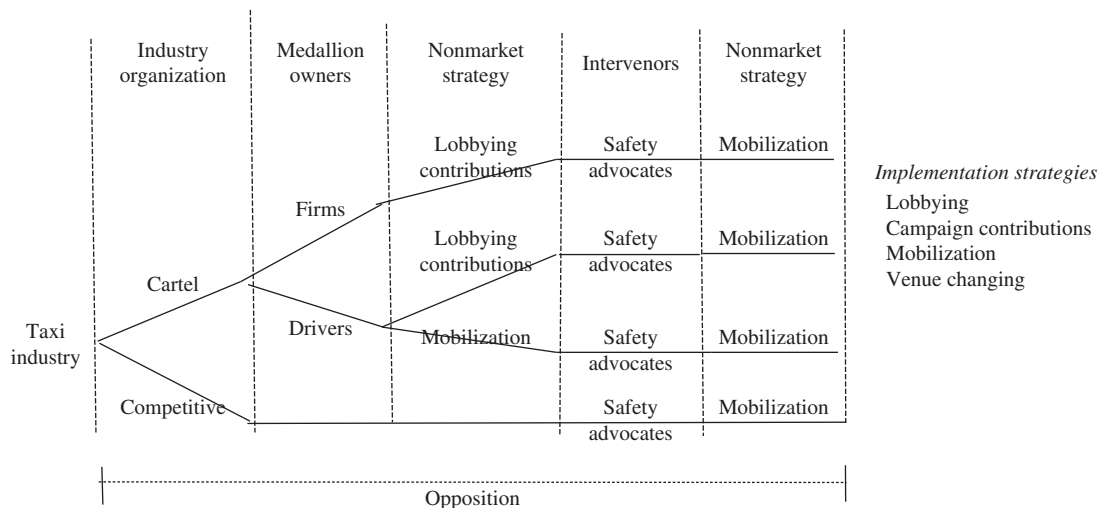 Industry
organization
Medallion
owners
Nonmarket
strategy
Intervenors
Nonmarket
strategy
Lobbying
contributions
Safety
advocates
Mobilization
Firms
Lobbying
contributions
Safety
advocates
Mobilization
Cartel
Drivers
Mobilization
Safety
advocates
Mobilization
Taxi
industry
Competitive
Safety
advocates
Mobilization
Opposition
Implementation strategies
Lobbying
Campaign contributions
Mobilization
Venue changing